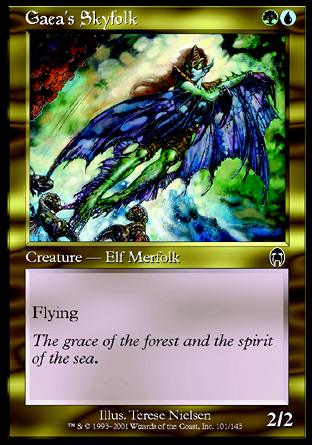 Gaea's Skyfolk
Creature — Elf Merfolk
Flying
The grace of the forest and the spirit
of the sea.
2/2
Illus. Terese Nielsen
™ & © 1993–2001 Wizards of the Coast, Inc. 101/143